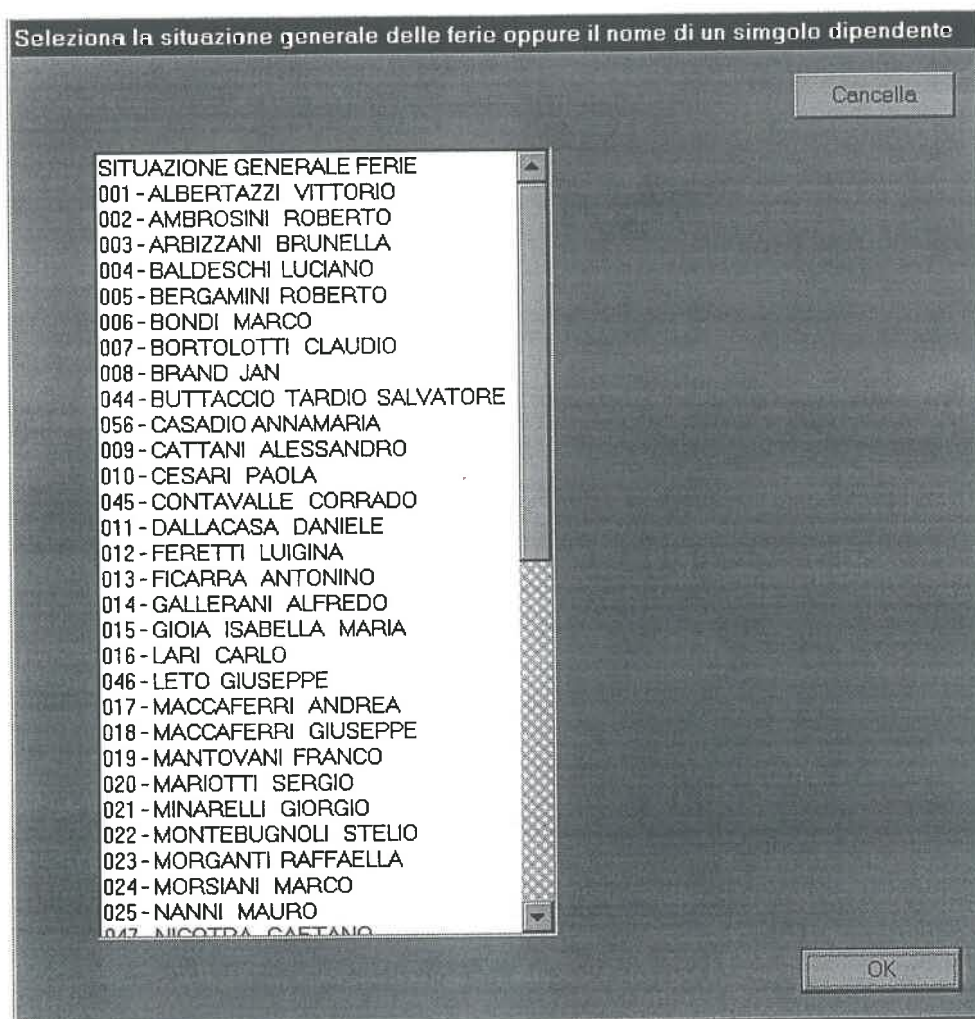 Seleziona la situazione generale delle ferie oppure il nome di un simgolo dipendente
Cancella
SITUAZIONE GENERALE FERIE
001 - ALBERTAZZI VITTORIO
002 - AMBROSINI ROBERTO
003 - ARBIZZANI BRUNELLA
004 - BALDESCHI LUCIANO
005 - BERGAMINI ROBERTO
006 - BONDI MARCO
007 - BORTOLOTTI CLAUDIO
008 - BRAND JAN
044 - BUTTACCIO TARDIO SALVATORE
056 - CASADIO ANNAMARIA
009 - CATTANI ALESSANDRO
010 - CESARI PAOLA
045 - CONTAVALLE CORRADO
011 - DALLACASA DANIELE
012 - FERETTI LUIGINA
013 - FICARRA ANTONINO
014 - GALLERANI ALFREDO
015 - GIOIA ISABELLA MARIA
016 - LARI CARLO
046 - LETO GIUSEPPE
017 - MACCAFERRI ANDREA
018 - MACCAFERRI GIUSEPPE
019 - MANTOVANI FRANCO
020 - MARIOTTI SERGIO
021 - MINARELLI GIORGIO
022 - MONTEBUGNOLI STELIO
023 - MORGANTI RAFFAELLA
024 - MORSIANI MARCO
025 - NANNI MAURO
047 - NICOTRA GAETANO
OK